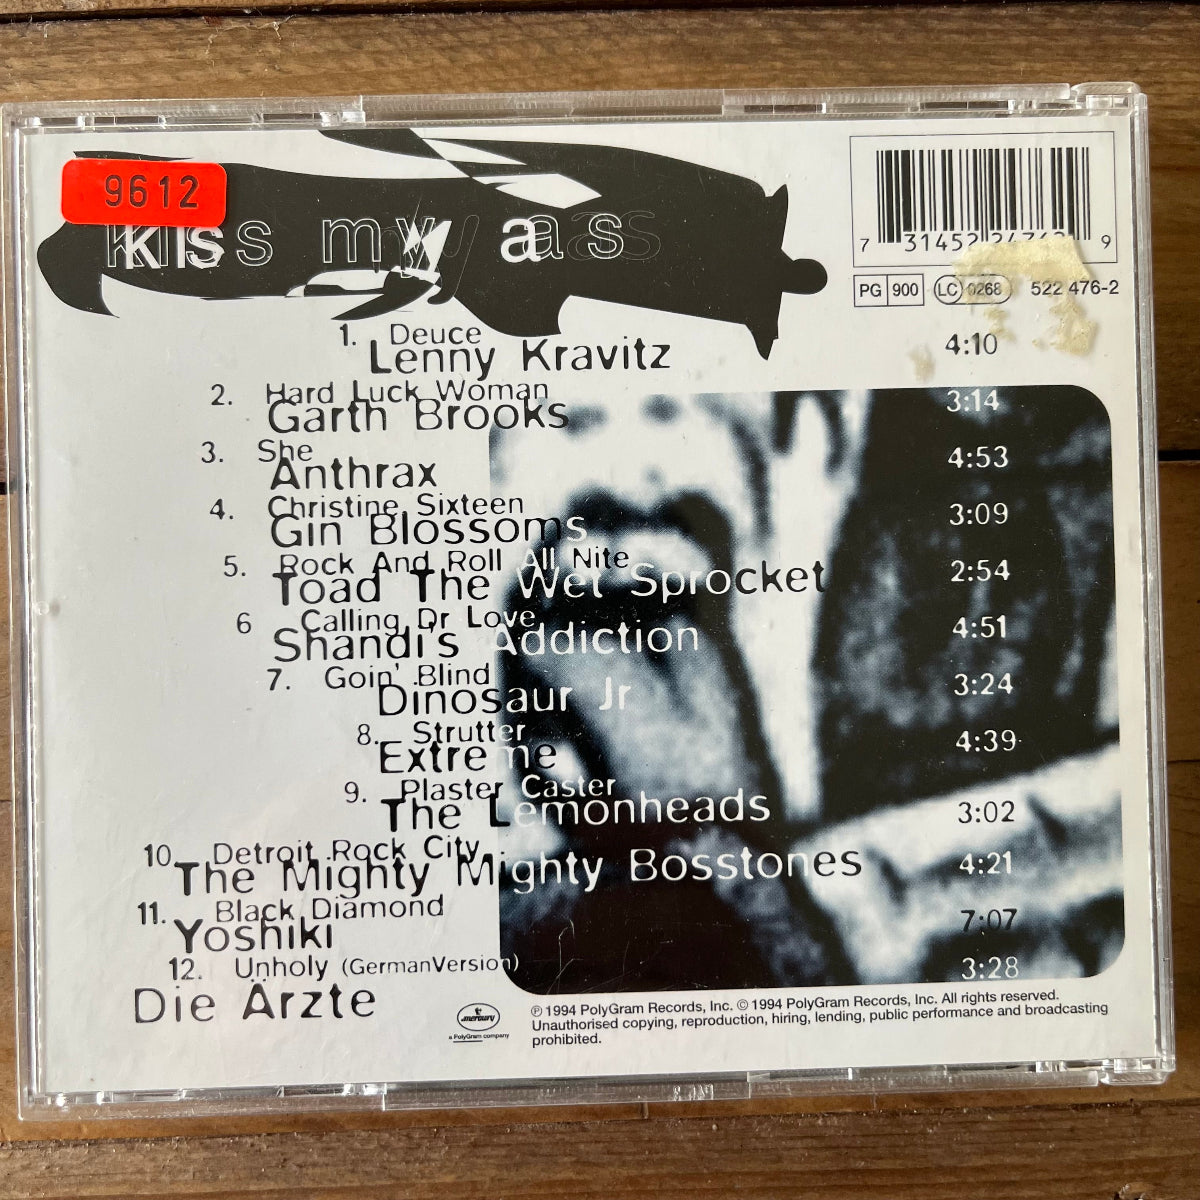 9612
kiss my as
7 31452 24762 9
PG 900 LC 0268 522 476-2
1. Deuce 4:10
Lenny Kravitz
2. Hard Luck Woman 3:14
Garth Brooks
3. She 4:53
Anthrax
4. Christine Sixteen 3:09
Gin Blossoms
5. Rock And Roll All Nite 2:54
Toad The Wet Sprocket
6 Calling Dr Love 4:51
Shandi's Addiction
7. Goin' Blind 3:24
Dinosaur Jr
8. Strutter 4:39
Extreme
9. Plaster Caster 3:02
The Lemonheads
10. Detroit Rock City 4:21
The Mighty Mighty Bosstones
11. Black Diamond 7:07
Yoshiki
12. Unholy (GermanVersion) 3:28
Die Ärzte
mercury
a PolyGram company
℗ 1994 PolyGram Records, Inc. © 1994 PolyGram Records, Inc. All rights reserved.
Unauthorised copying, reproduction, hiring, lending, public performance and broadcasting
prohibited.